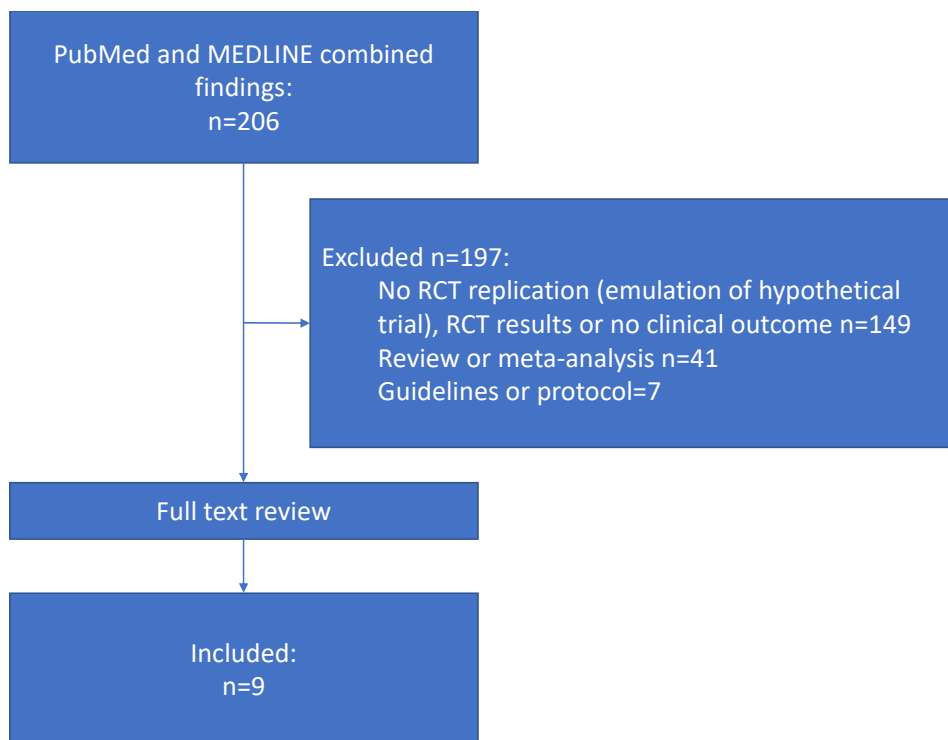 PubMed and MEDLINE combined
findings:
n=206
Excluded n=197:
No RCT replication (emulation of hypothetical
trial), RCT results or no clinical outcome n=149
Review or meta-analysis n=41
Guidelines or protocol=7
Full text review
Included:
n=9